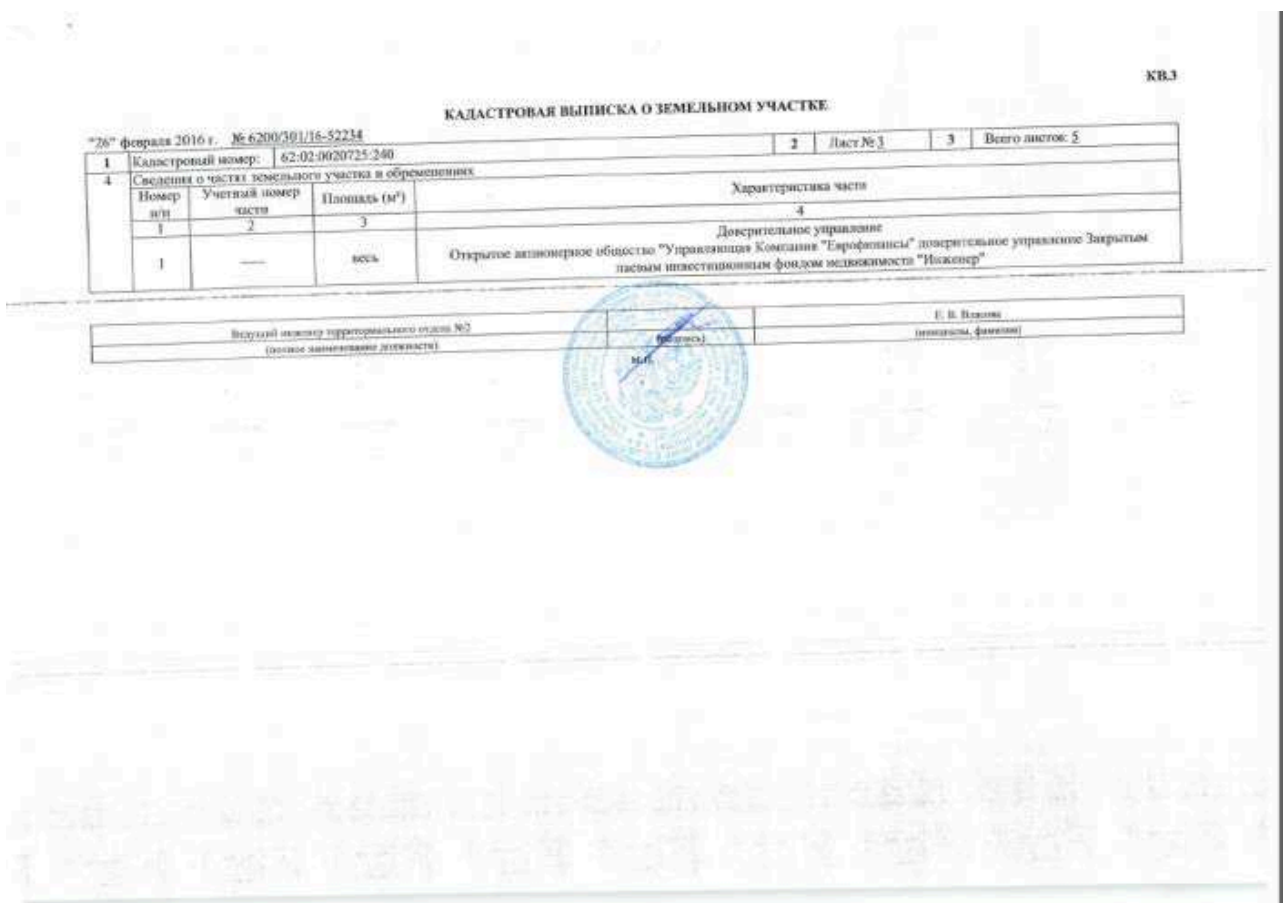 КВ.3
КАДАСТРОВАЯ ВЫПИСКА О ЗЕМЕЛЬНОМ УЧАСТКЕ
"26" февраля 2016 г. № 6200/301/16-52234
1 Кадастровый номер: 62:02:0020725:240 2 Лист № 3 3 Всего листов: 5
4 Сведения о частях земельного участка и обременениях
Номер п/п Учетный номер части Площадь (м²) Характеристика части
1 2 3 4
1 —— весь Доверительное управление
Открытое акционерное общество "Управляющая Компания "Еврофинансы" доверительное управление Закрытым
паевым инвестиционным фондом недвижимости "Инженер"
Ведущий инженер территориального отдела №2 Е. В. Власова
(полное наименование должности) (подпись) (инициалы, фамилия)
М.П.